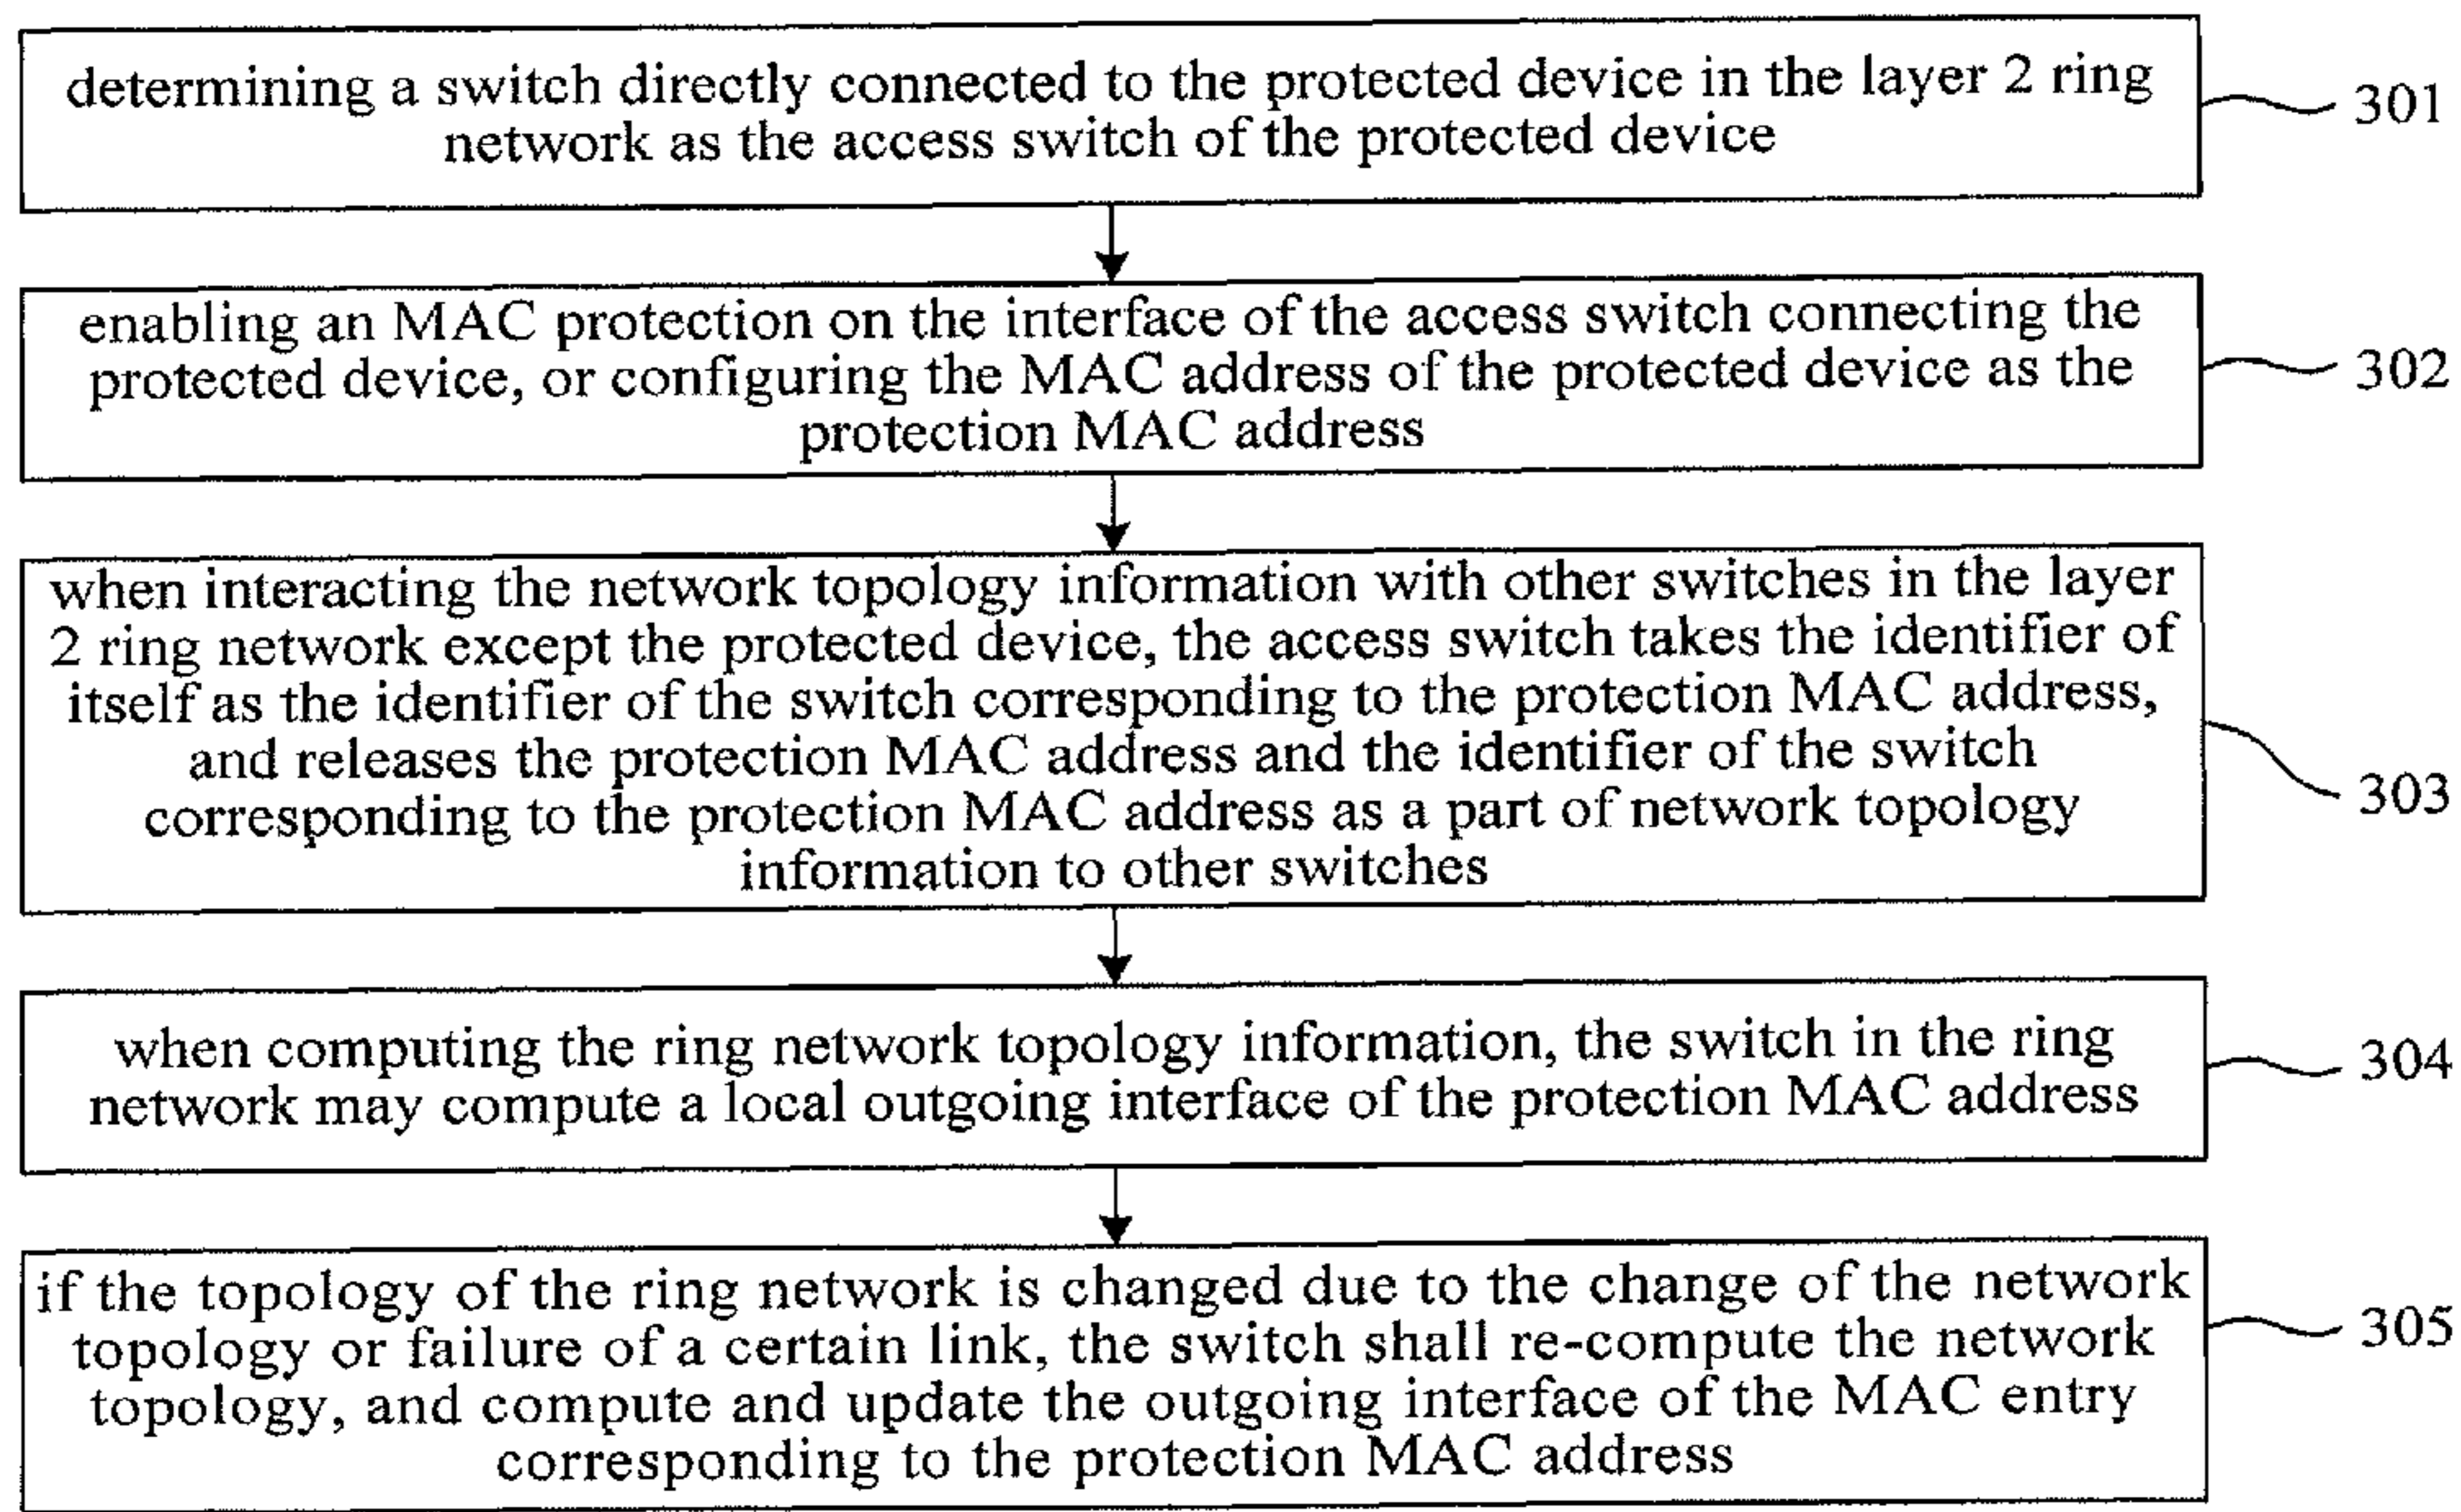 determining a switch directly connected to the protected device in the layer 2 ring
network as the access switch of the protected device
301
enabling an MAC protection on the interface of the access switch connecting the
protected device, or configuring the MAC address of the protected device as the
protection MAC address
302
when interacting the network topology information with other switches in the layer
2 ring network except the protected device, the access switch takes the identifier of
itself as the identifier of the switch corresponding to the protection MAC address,
and releases the protection MAC address and the identifier of the switch
corresponding to the protection MAC address as a part of network topology
information to other switches
303
when computing the ring network topology information, the switch in the ring
network may compute a local outgoing interface of the protection MAC address
304
if the topology of the ring network is changed due to the change of the network
topology or failure of a certain link, the switch shall re-compute the network
topology, and compute and update the outgoing interface of the MAC entry
corresponding to the protection MAC address
305